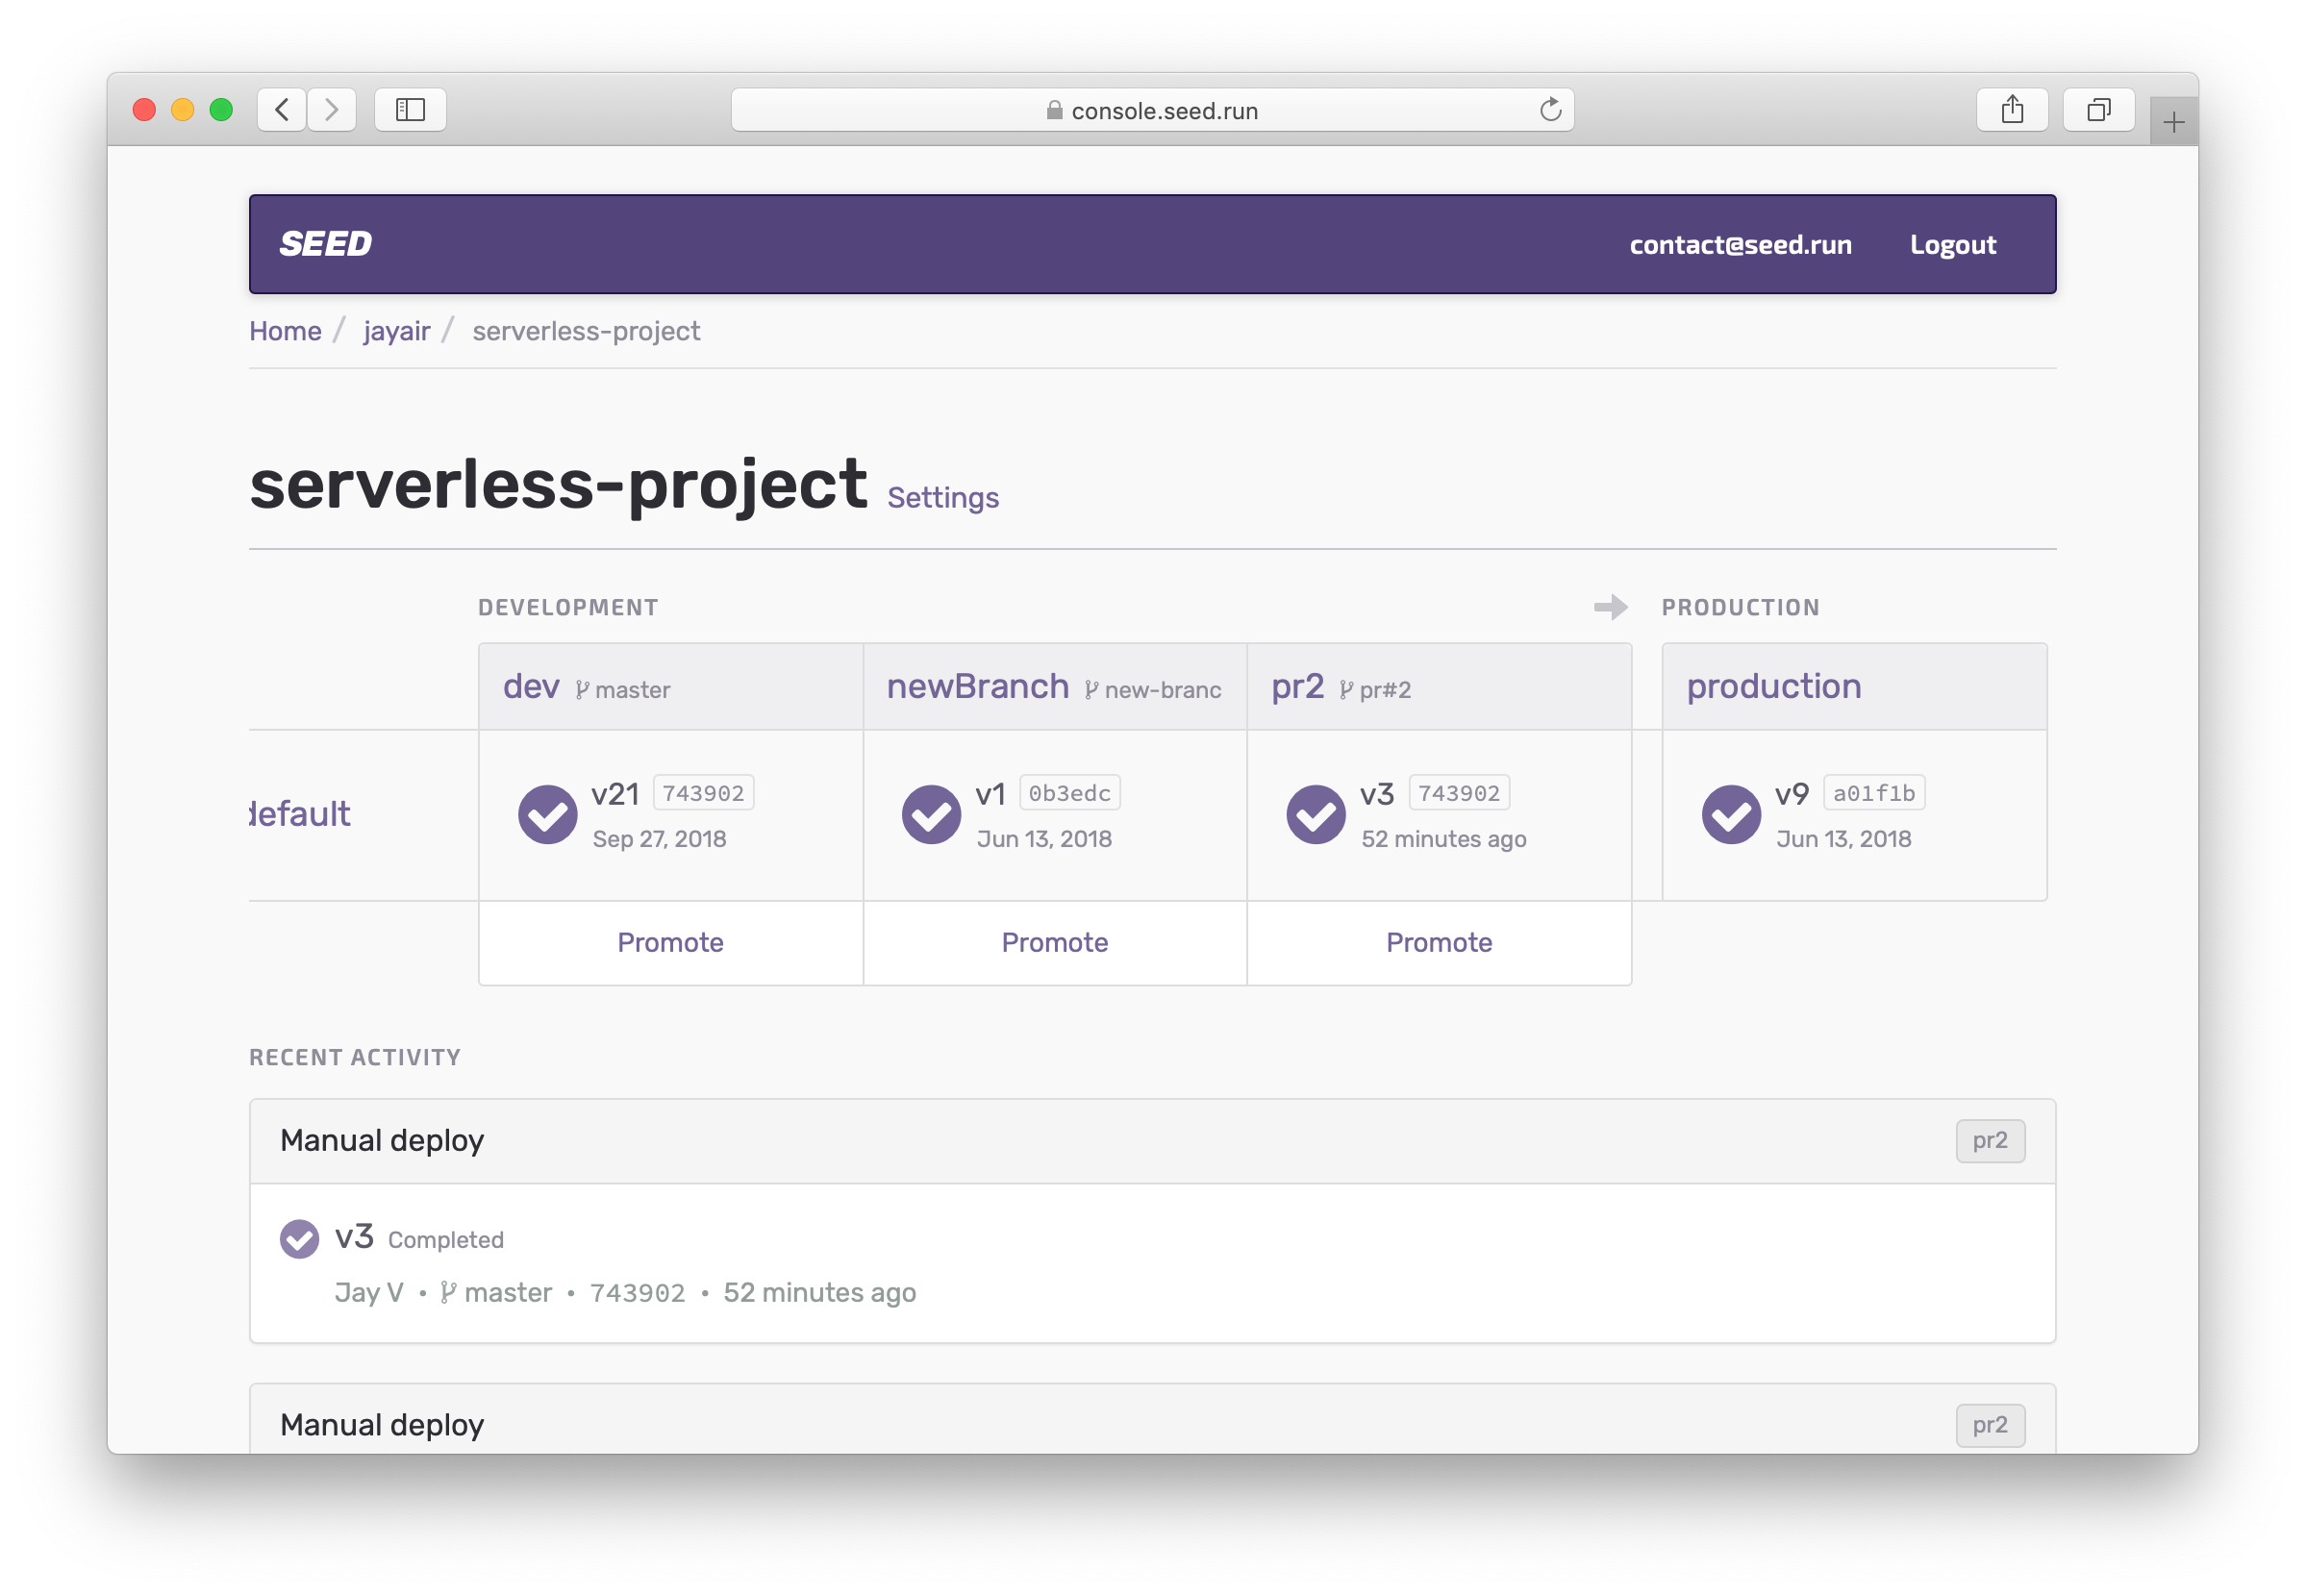 console.seed.run
SEED contact@seed.run Logout
Home / jayair / serverless-project
serverless-project Settings
DEVELOPMENT PRODUCTION
dev master newBranch new-branc pr2 pr#2 production
default v21 743902 v1 0b3edc v3 743902 v9 a01f1b
Sep 27, 2018 Jun 13, 2018 52 minutes ago Jun 13, 2018
Promote Promote Promote
RECENT ACTIVITY
Manual deploy pr2
v3 Completed
Jay V • master • 743902 • 52 minutes ago
Manual deploy pr2